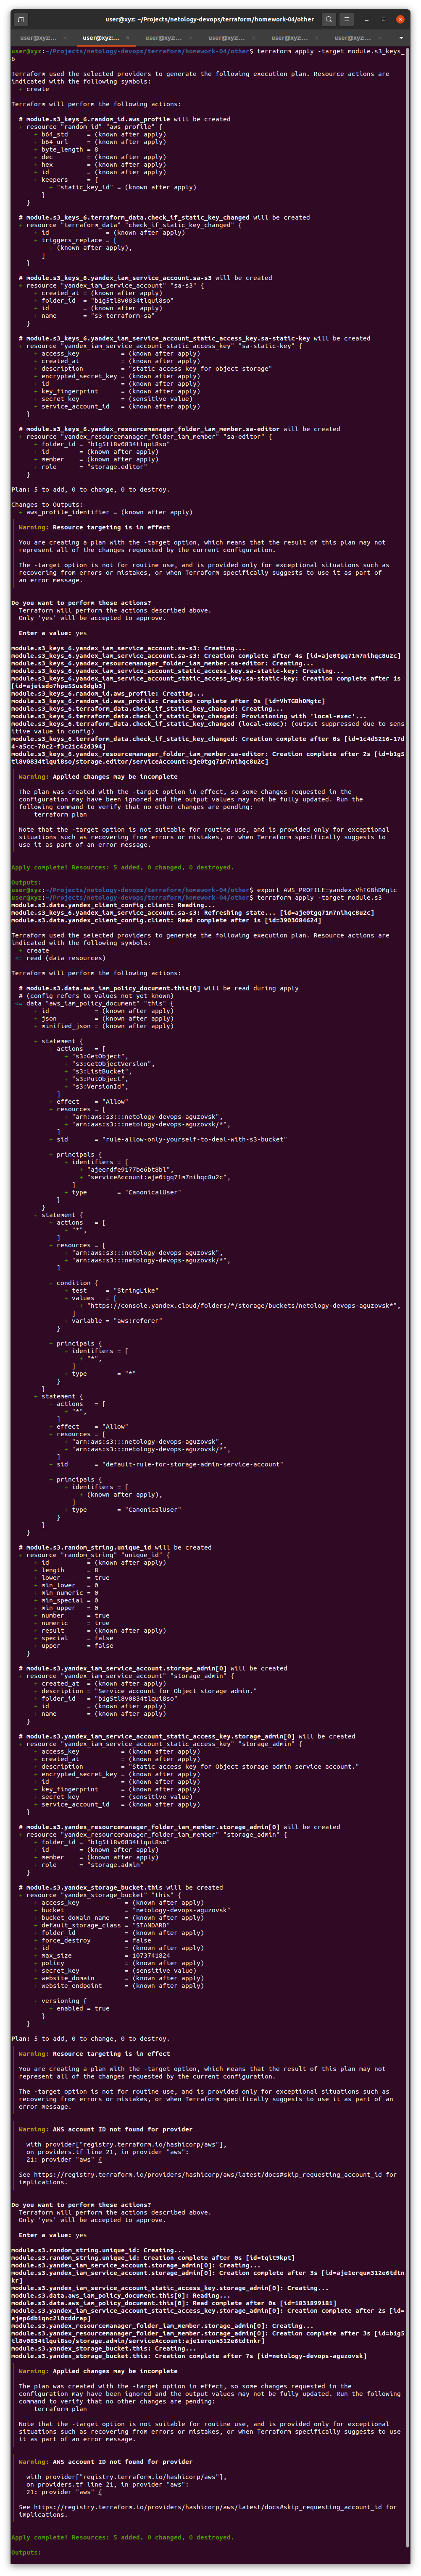 user@xyz: ~/Projects/netology-devops/terraform/homework-04/other
user@xyz:...
user@xyz:...
user@xyz:...
user@xyz:...
user@xyz:...
user@xyz:...
user@xyz:~/Projects/netology-devops/terraform/homework-04/other$ terraform apply -target module.s3_keys_
6
Terraform used the selected providers to generate the following execution plan. Resource actions are
indicated with the following symbols:
+ create
Terraform will perform the following actions:
# module.s3_keys_6.random_id.aws_profile will be created
+ resource "random_id" "aws_profile" {
+ b64_std = (known after apply)
+ b64_url = (known after apply)
+ byte_length = 8
+ dec = (known after apply)
+ hex = (known after apply)
+ id = (known after apply)
+ keepers = {
+ "static_key_id" = (known after apply)
}
}
# module.s3_keys_6.terraform_data.check_if_static_key_changed will be created
+ resource "terraform_data" "check_if_static_key_changed" {
+ id = (known after apply)
+ triggers_replace = [
+ (known after apply),
]
}
# module.s3_keys_6.yandex_iam_service_account.sa-s3 will be created
+ resource "yandex_iam_service_account" "sa-s3" {
+ created_at = (known after apply)
+ folder_id = "b1g5tl8v0834tlqui8so"
+ id = (known after apply)
+ name = "s3-terraform-sa"
}
# module.s3_keys_6.yandex_iam_service_account_static_access_key.sa-static-key will be created
+ resource "yandex_iam_service_account_static_access_key" "sa-static-key" {
+ access_key = (known after apply)
+ created_at = (known after apply)
+ description = "static access key for object storage"
+ encrypted_secret_key = (known after apply)
+ id = (known after apply)
+ key_fingerprint = (known after apply)
+ secret_key = (sensitive value)
+ service_account_id = (known after apply)
}
# module.s3_keys_6.yandex_resourcemanager_folder_iam_member.sa-editor will be created
+ resource "yandex_resourcemanager_folder_iam_member" "sa-editor" {
+ folder_id = "b1g5tl8v0834tlqui8so"
+ id = (known after apply)
+ member = (known after apply)
+ role = "storage.editor"
}
Plan: 5 to add, 0 to change, 0 to destroy.
Changes to Outputs:
+ aws_profile_identifier = (known after apply)
Warning: Resource targeting is in effect
You are creating a plan with the -target option, which means that the result of this plan may not
represent all of the changes requested by the current configuration.
The -target option is not for routine use, and is provided only for exceptional situations such as
recovering from errors or mistakes, or when Terraform specifically suggests to use it as part of
an error message.
Do you want to perform these actions?
Terraform will perform the actions described above.
Only 'yes' will be accepted to approve.
Enter a value: yes
module.s3_keys_6.yandex_iam_service_account.sa-s3: Creating...
module.s3_keys_6.yandex_iam_service_account.sa-s3: Creation complete after 4s [id=aje0tgq71m7nihqc8u2c]
module.s3_keys_6.yandex_resourcemanager_folder_iam_member.sa-editor: Creating...
module.s3_keys_6.yandex_iam_service_account_static_access_key.sa-static-key: Creating...
module.s3_keys_6.yandex_iam_service_account_static_access_key.sa-static-key: Creation complete after 1s
[id=ajeisdo7hpe53us6dgb3]
module.s3_keys_6.random_id.aws_profile: Creating...
module.s3_keys_6.random_id.aws_profile: Creation complete after 0s [id=VhTGBhDMgtc]
module.s3_keys_6.terraform_data.check_if_static_key_changed: Creating...
module.s3_keys_6.terraform_data.check_if_static_key_changed: Provisioning with 'local-exec'...
module.s3_keys_6.terraform_data.check_if_static_key_changed (local-exec): (output suppressed due to sens
itive value in config)
module.s3_keys_6.terraform_data.check_if_static_key_changed: Creation complete after 0s [id=1c4d5216-17d
4-a5cc-70c2-f3c21c42d394]
module.s3_keys_6.yandex_resourcemanager_folder_iam_member.sa-editor: Creation complete after 2s [id=b1g5
tl8v0834tlqui8so/storage.editor/serviceAccount:aje0tgq71m7nihqc8u2c]
Warning: Applied changes may be incomplete
The plan was created with the -target option in effect, so some changes requested in the
configuration may have been ignored and the output values may not be fully updated. Run the
following command to verify that no other changes are pending:
terraform plan
Note that the -target option is not suitable for routine use, and is provided only for exceptional
situations such as recovering from errors or mistakes, or when Terraform specifically suggests to
use it as part of an error message.
Apply complete! Resources: 5 added, 0 changed, 0 destroyed.
Outputs:
user@xyz:~/Projects/netology-devops/terraform/homework-04/other$ export AWS_PROFILE=yandex-VhTGBhDMgtc
user@xyz:~/Projects/netology-devops/terraform/homework-04/other$ terraform apply -target module.s3
module.s3.data.yandex_client_config.client: Reading...
module.s3_keys_6.yandex_iam_service_account.sa-s3: Refreshing state... [id=aje0tgq71m7nihqc8u2c]
module.s3.data.yandex_client_config.client: Read complete after 1s [id=3903084624]
Terraform used the selected providers to generate the following execution plan. Resource actions are
indicated with the following symbols:
+ create
<= read (data resources)
Terraform will perform the following actions:
# module.s3.data.aws_iam_policy_document.this[0] will be read during apply
# (config refers to values not yet known)
<= data "aws_iam_policy_document" "this" {
+ id = (known after apply)
+ json = (known after apply)
+ minified_json = (known after apply)
+ statement {
+ actions = [
+ "s3:GetObject",
+ "s3:GetObjectVersion",
+ "s3:ListBucket",
+ "s3:PutObject",
+ "s3:VersionId",
]
+ effect = "Allow"
+ resources = [
+ "arn:aws:s3:::netology-devops-aguzovsk",
+ "arn:aws:s3:::netology-devops-aguzovsk/*",
]
+ sid = "rule-allow-only-yourself-to-deal-with-s3-bucket"
+ principals {
+ identifiers = [
+ "ajeerdfe9177be6bt8bl",
+ "serviceAccount:aje0tgq71m7nihqc8u2c",
]
+ type = "CanonicalUser"
}
}
+ statement {
+ actions = [
+ "*",
]
+ resources = [
+ "arn:aws:s3:::netology-devops-aguzovsk",
+ "arn:aws:s3:::netology-devops-aguzovsk/*",
]
+ condition {
+ test = "StringLike"
+ values = [
+ "https://console.yandex.cloud/folders/*/storage/buckets/netology-devops-aguzovsk*",
]
+ variable = "aws:referer"
}
+ principals {
+ identifiers = [
+ "*",
]
+ type = "*"
}
}
+ statement {
+ actions = [
+ "*",
]
+ effect = "Allow"
+ resources = [
+ "arn:aws:s3:::netology-devops-aguzovsk",
+ "arn:aws:s3:::netology-devops-aguzovsk/*",
]
+ sid = "default-rule-for-storage-admin-service-account"
+ principals {
+ identifiers = [
+ (known after apply),
]
+ type = "CanonicalUser"
}
}
}
# module.s3.random_string.unique_id will be created
+ resource "random_string" "unique_id" {
+ id = (known after apply)
+ length = 8
+ lower = true
+ min_lower = 0
+ min_numeric = 0
+ min_special = 0
+ min_upper = 0
+ number = true
+ numeric = true
+ result = (known after apply)
+ special = false
+ upper = false
}
# module.s3.yandex_iam_service_account.storage_admin[0] will be created
+ resource "yandex_iam_service_account" "storage_admin" {
+ created_at = (known after apply)
+ description = "Service account for Object storage admin."
+ folder_id = "b1g5tl8v0834tlqui8so"
+ id = (known after apply)
+ name = (known after apply)
}
# module.s3.yandex_iam_service_account_static_access_key.storage_admin[0] will be created
+ resource "yandex_iam_service_account_static_access_key" "storage_admin" {
+ access_key = (known after apply)
+ created_at = (known after apply)
+ description = "Static access key for Object storage admin service account."
+ encrypted_secret_key = (known after apply)
+ id = (known after apply)
+ key_fingerprint = (known after apply)
+ secret_key = (sensitive value)
+ service_account_id = (known after apply)
}
# module.s3.yandex_resourcemanager_folder_iam_member.storage_admin[0] will be created
+ resource "yandex_resourcemanager_folder_iam_member" "storage_admin" {
+ folder_id = "b1g5tl8v0834tlqui8so"
+ id = (known after apply)
+ member = (known after apply)
+ role = "storage.admin"
}
# module.s3.yandex_storage_bucket.this will be created
+ resource "yandex_storage_bucket" "this" {
+ access_key = (known after apply)
+ bucket = "netology-devops-aguzovsk"
+ bucket_domain_name = (known after apply)
+ default_storage_class = "STANDARD"
+ folder_id = (known after apply)
+ force_destroy = false
+ id = (known after apply)
+ max_size = 1073741824
+ policy = (known after apply)
+ secret_key = (sensitive value)
+ website_domain = (known after apply)
+ website_endpoint = (known after apply)
+ versioning {
+ enabled = true
}
}
Plan: 5 to add, 0 to change, 0 to destroy.
Warning: Resource targeting is in effect
You are creating a plan with the -target option, which means that the result of this plan may not
represent all of the changes requested by the current configuration.
The -target option is not for routine use, and is provided only for exceptional situations such as
recovering from errors or mistakes, or when Terraform specifically suggests to use it as part of an
error message.
Warning: AWS account ID not found for provider
with provider["registry.terraform.io/hashicorp/aws"],
on providers.tf line 21, in provider "aws":
21: provider "aws" {
See https://registry.terraform.io/providers/hashicorp/aws/latest/docs#skip_requesting_account_id for
implications.
Do you want to perform these actions?
Terraform will perform the actions described above.
Only 'yes' will be accepted to approve.
Enter a value: yes
module.s3.random_string.unique_id: Creating...
module.s3.random_string.unique_id: Creation complete after 0s [id=tqit9kpt]
module.s3.yandex_iam_service_account.storage_admin[0]: Creating...
module.s3.yandex_iam_service_account.storage_admin[0]: Creation complete after 3s [id=aje1erqum312e6tdtn
kr]
module.s3.yandex_iam_service_account_static_access_key.storage_admin[0]: Creating...
module.s3.data.aws_iam_policy_document.this[0]: Reading...
module.s3.data.aws_iam_policy_document.this[0]: Read complete after 0s [id=1831899181]
module.s3.yandex_iam_service_account_static_access_key.storage_admin[0]: Creation complete after 2s [id=
ajep6db1qnc2l0cddrap]
module.s3.yandex_resourcemanager_folder_iam_member.storage_admin[0]: Creating...
module.s3.yandex_resourcemanager_folder_iam_member.storage_admin[0]: Creation complete after 3s [id=b1g5
tl8v0834tlqui8so/storage.admin/serviceAccount:aje1erqum312e6tdtnkr]
module.s3.yandex_storage_bucket.this: Creating...
module.s3.yandex_storage_bucket.this: Creation complete after 7s [id=netology-devops-aguzovsk]
Warning: Applied changes may be incomplete
The plan was created with the -target option in effect, so some changes requested in the
configuration may have been ignored and the output values may not be fully updated. Run the following
command to verify that no other changes are pending:
terraform plan
Note that the -target option is not suitable for routine use, and is provided only for exceptional
situations such as recovering from errors or mistakes, or when Terraform specifically suggests to use
it as part of an error message.
Warning: AWS account ID not found for provider
with provider["registry.terraform.io/hashicorp/aws"],
on providers.tf line 21, in provider "aws":
21: provider "aws" {
See https://registry.terraform.io/providers/hashicorp/aws/latest/docs#skip_requesting_account_id for
implications.
Apply complete! Resources: 5 added, 0 changed, 0 destroyed.
Outputs: